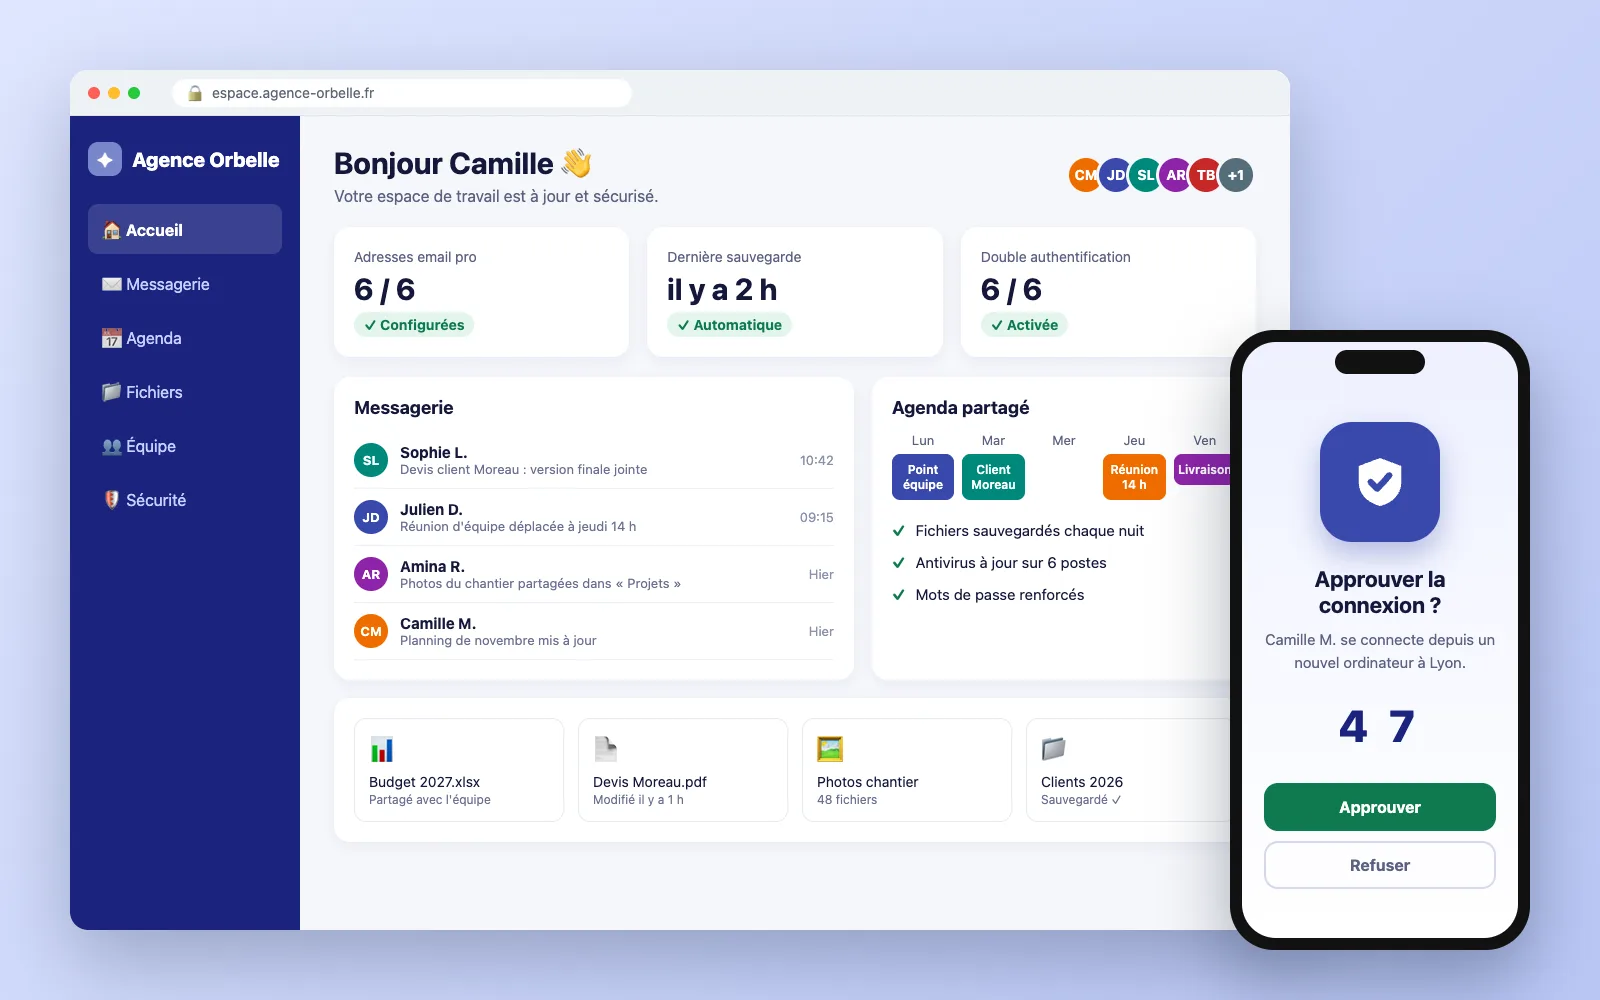 espace.agence-orbelle.fr
Agence Orbelle
Accueil
Messagerie
17
Agenda
Fichiers
Équipe
Sécurité
Bonjour Camille 👋
Votre espace de travail est à jour et sécurisé.
CM JD SL AR TB +1
Adresses email pro
6 / 6
✓ Configurées
Dernière sauvegarde
il y a 2 h
✓ Automatique
Double authentification
6 / 6
✓ Activée
Messagerie
SL
Sophie L.
Devis client Moreau : version finale jointe
10:42
JD
Julien D.
Réunion d'équipe déplacée à jeudi 14 h
09:15
AR
Amina R.
Photos du chantier partagées dans « Projets »
Hier
CM
Camille M.
Planning de novembre mis à jour
Hier
Agenda partagé
Lun Mar Mer Jeu Ven
Point
équipe
Client
Moreau
Réunion
14 h
Livraison
✓ Fichiers sauvegardés chaque nuit
✓ Antivirus à jour sur 6 postes
✓ Mots de passe renforcés
Budget 2027.xlsx
Partagé avec l'équipe
Devis Moreau.pdf
Modifié il y a 1 h
Photos chantier
48 fichiers
Clients 2026
Sauvegardé ✓
Approuver la
connexion ?
Camille M. se connecte depuis un
nouvel ordinateur à Lyon.
4 7
Approuver
Refuser